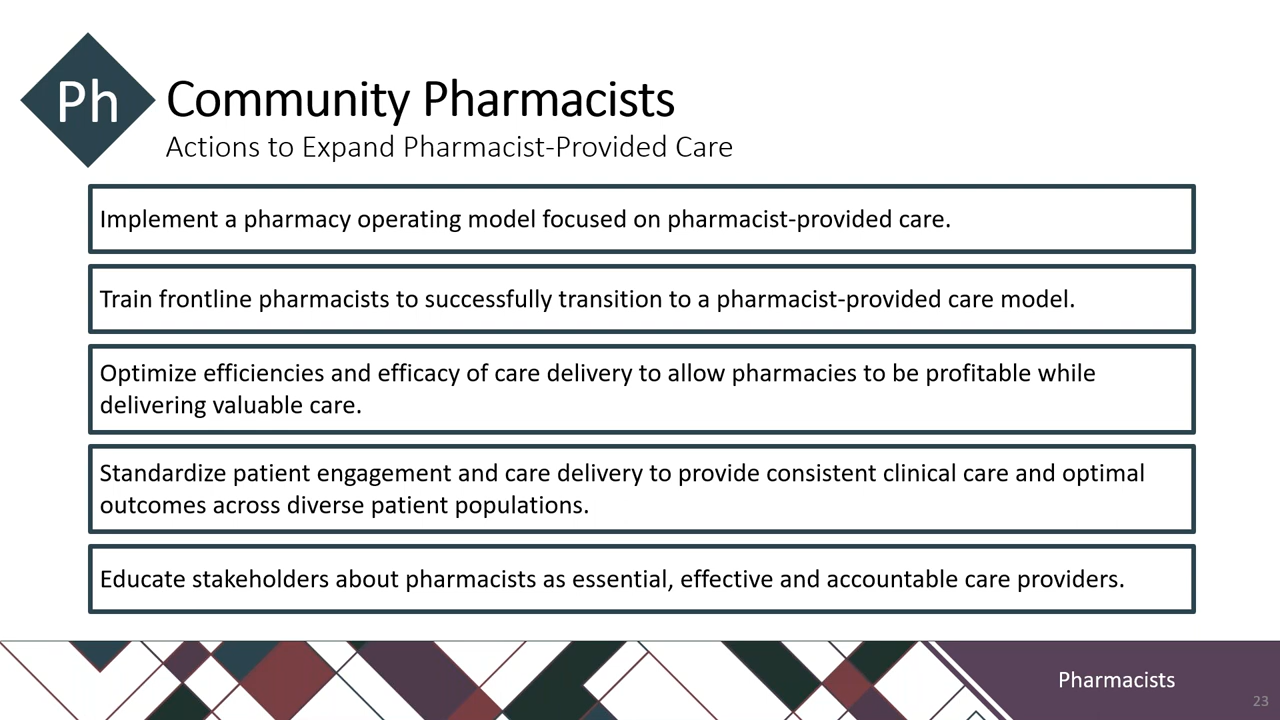 Ph
Community Pharmacists
Actions to Expand Pharmacist-Provided Care
Implement a pharmacy operating model focused on pharmacist-provided care.
Train frontline pharmacists to successfully transition to a pharmacist-provided care model.
Optimize efficiencies and efficacy of care delivery to allow pharmacies to be profitable while
delivering valuable care.
Standardize patient engagement and care delivery to provide consistent clinical care and optimal
outcomes across diverse patient populations.
Educate stakeholders about pharmacists as essential, effective and accountable care providers.
Pharmacists
23